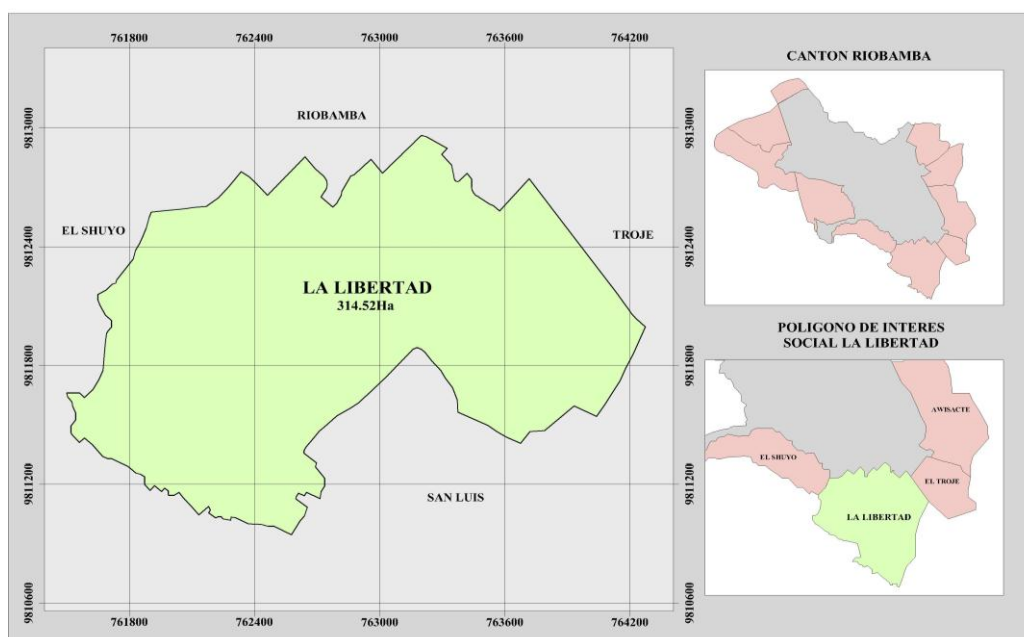 761800 762400 763000 763600 764200
9813000
9812400
9811800
9811200
9810600
RIOBAMBA
EL SHUYO
TROJE
LA LIBERTAD
314.52Ha
SAN LUIS
9813000
9812400
9811800
9811200
9810600
761800 762400 763000 763600 764200
CANTON RIOBAMBA
POLIGONO DE INTERES
SOCIAL LA LIBERTAD
AWISACTE
EL SHUYO
EL TROJE
LA LIBERTAD